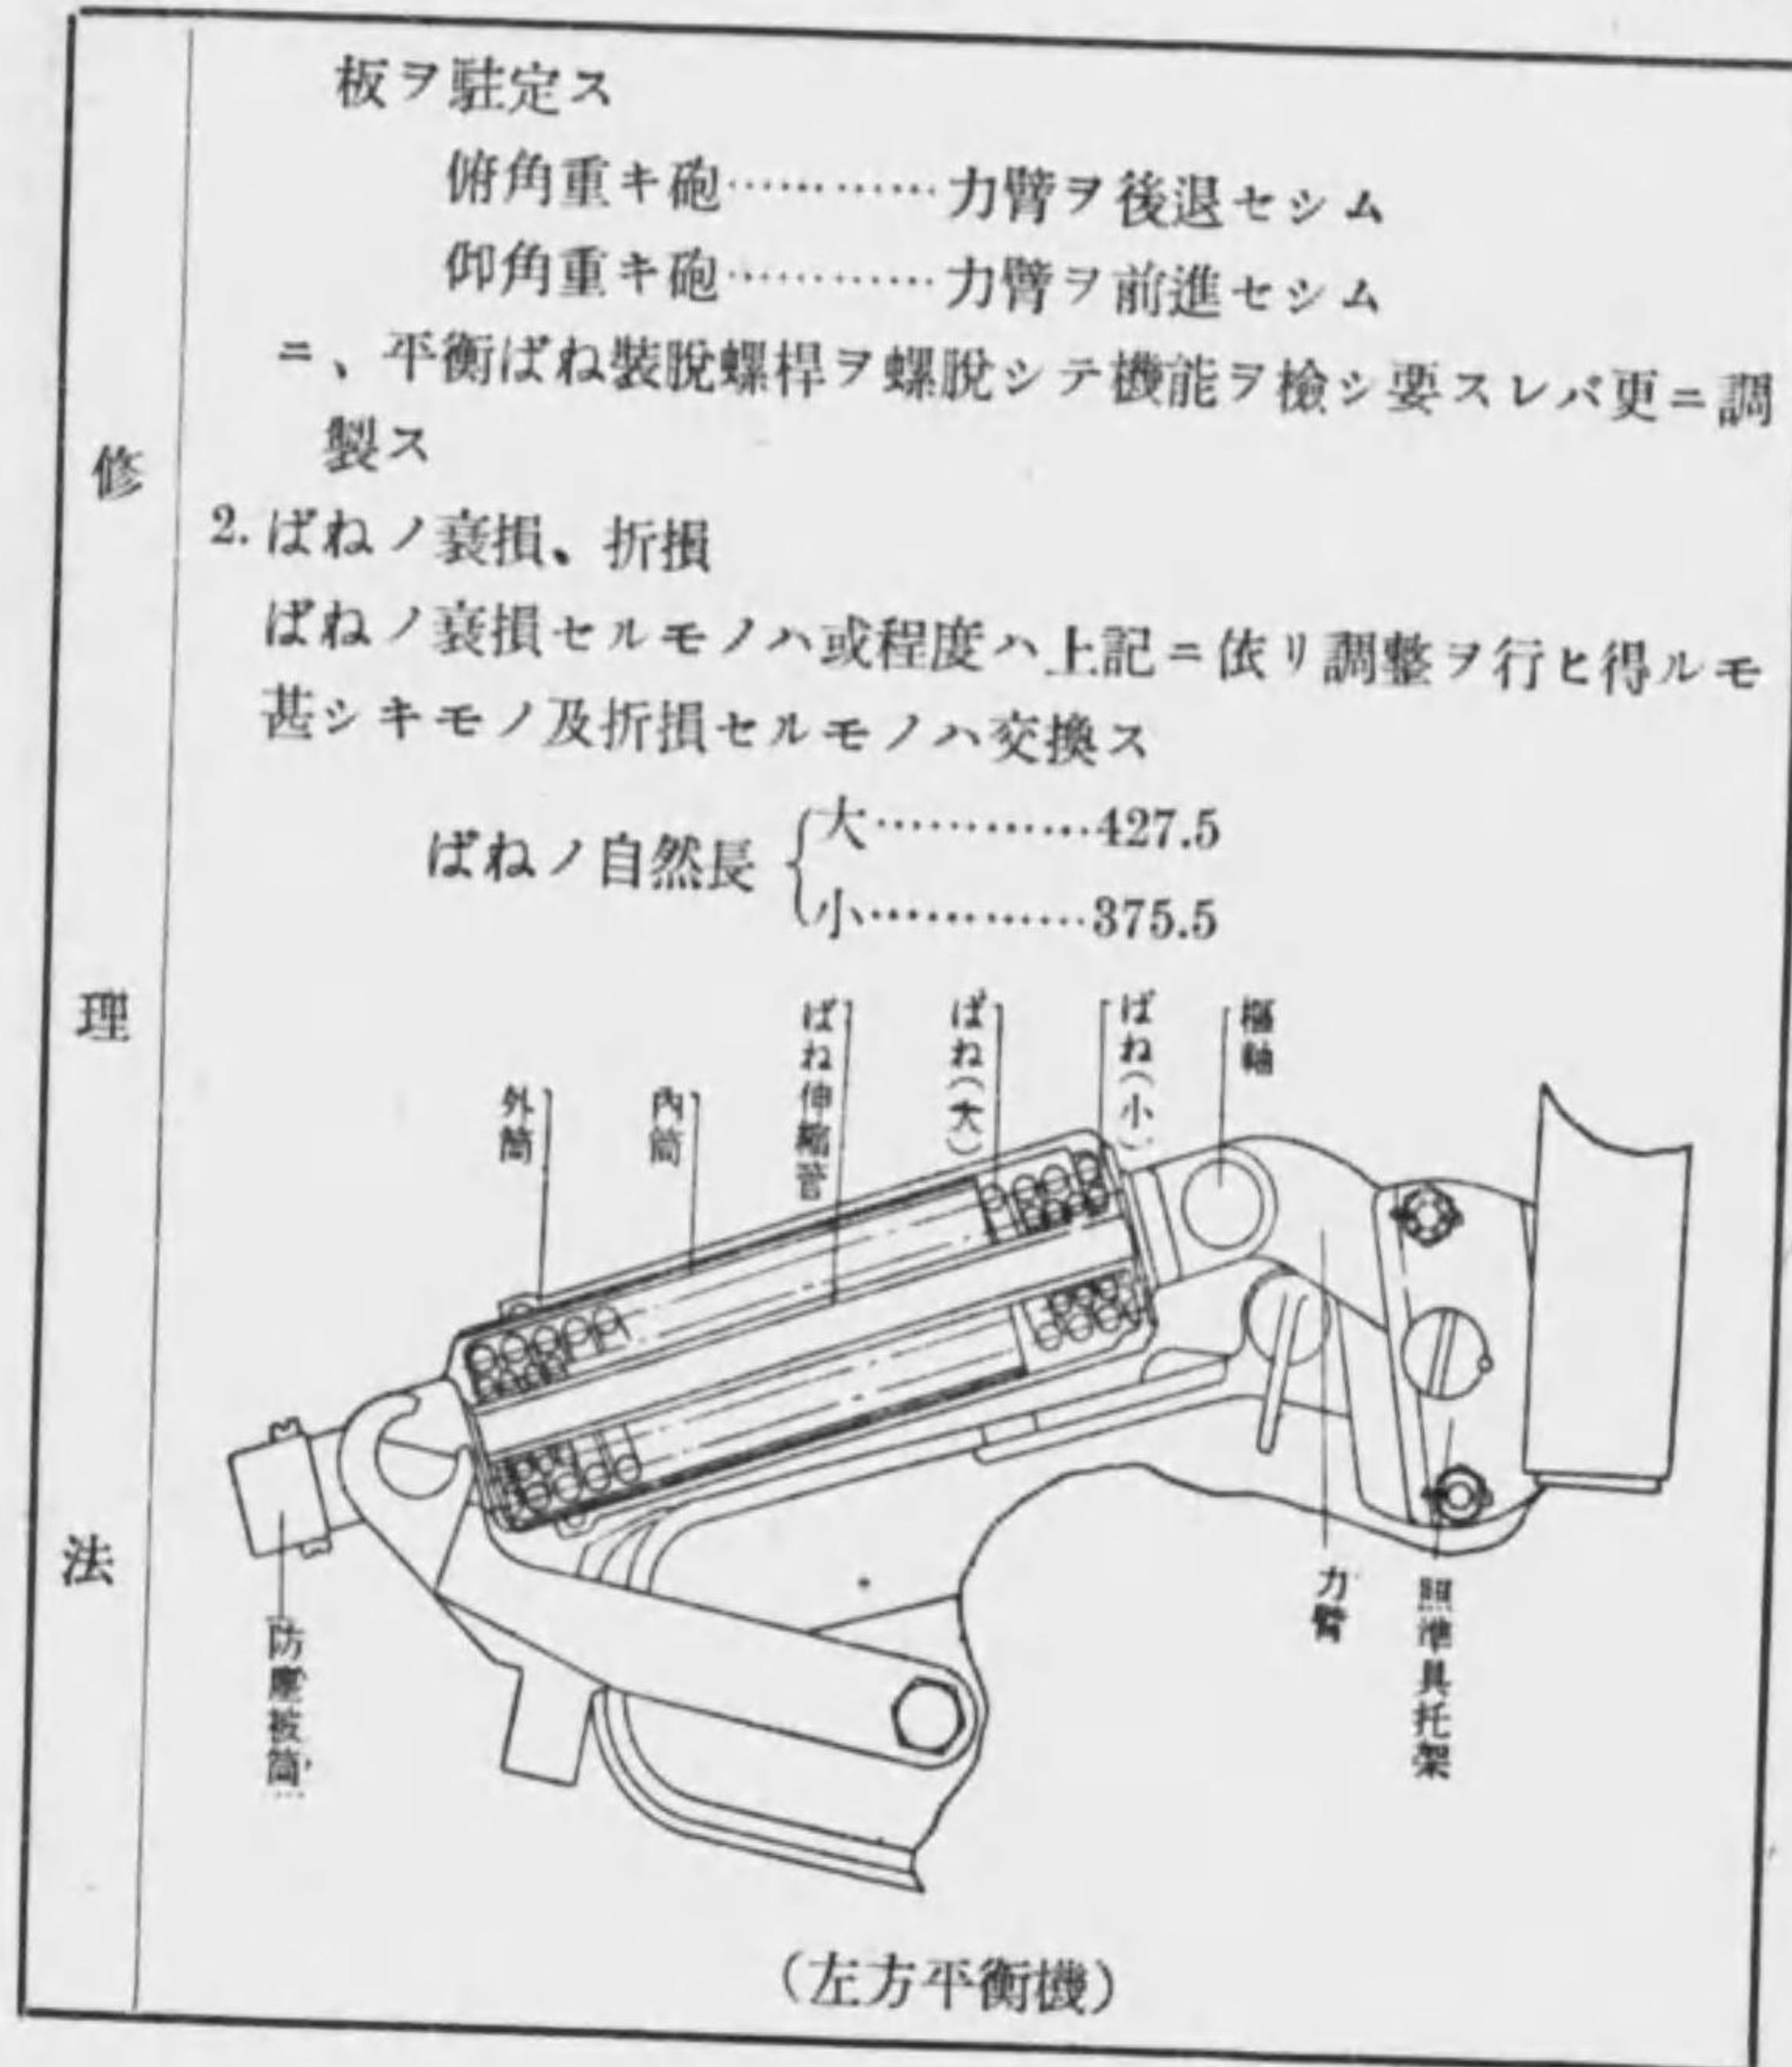 板ヲ駐定ス
俯角重キ砲…………力臂ヲ後退セシム
仰角重キ砲…………力臂ヲ前進セシム
ニ、平衡ばね裝脫螺桿ヲ螺脫シテ機能ヲ檢シ要スレバ更ニ調
製ス
2. ばねノ衰損、折損
ばねノ衰損セルモノハ或程度ハ上記ニ依リ調整ヲ行ヒ得ルモ
甚シキモノ及折損セルモノハ交換ス
ばねノ自然長
大…………427.5
小…………375.5
修理法
外筒
內筒
ばね伸縮管
ばね(大)
ばね(小)
樞軸
防塵被筒
力臂
照準具托架
(左方平衡機)